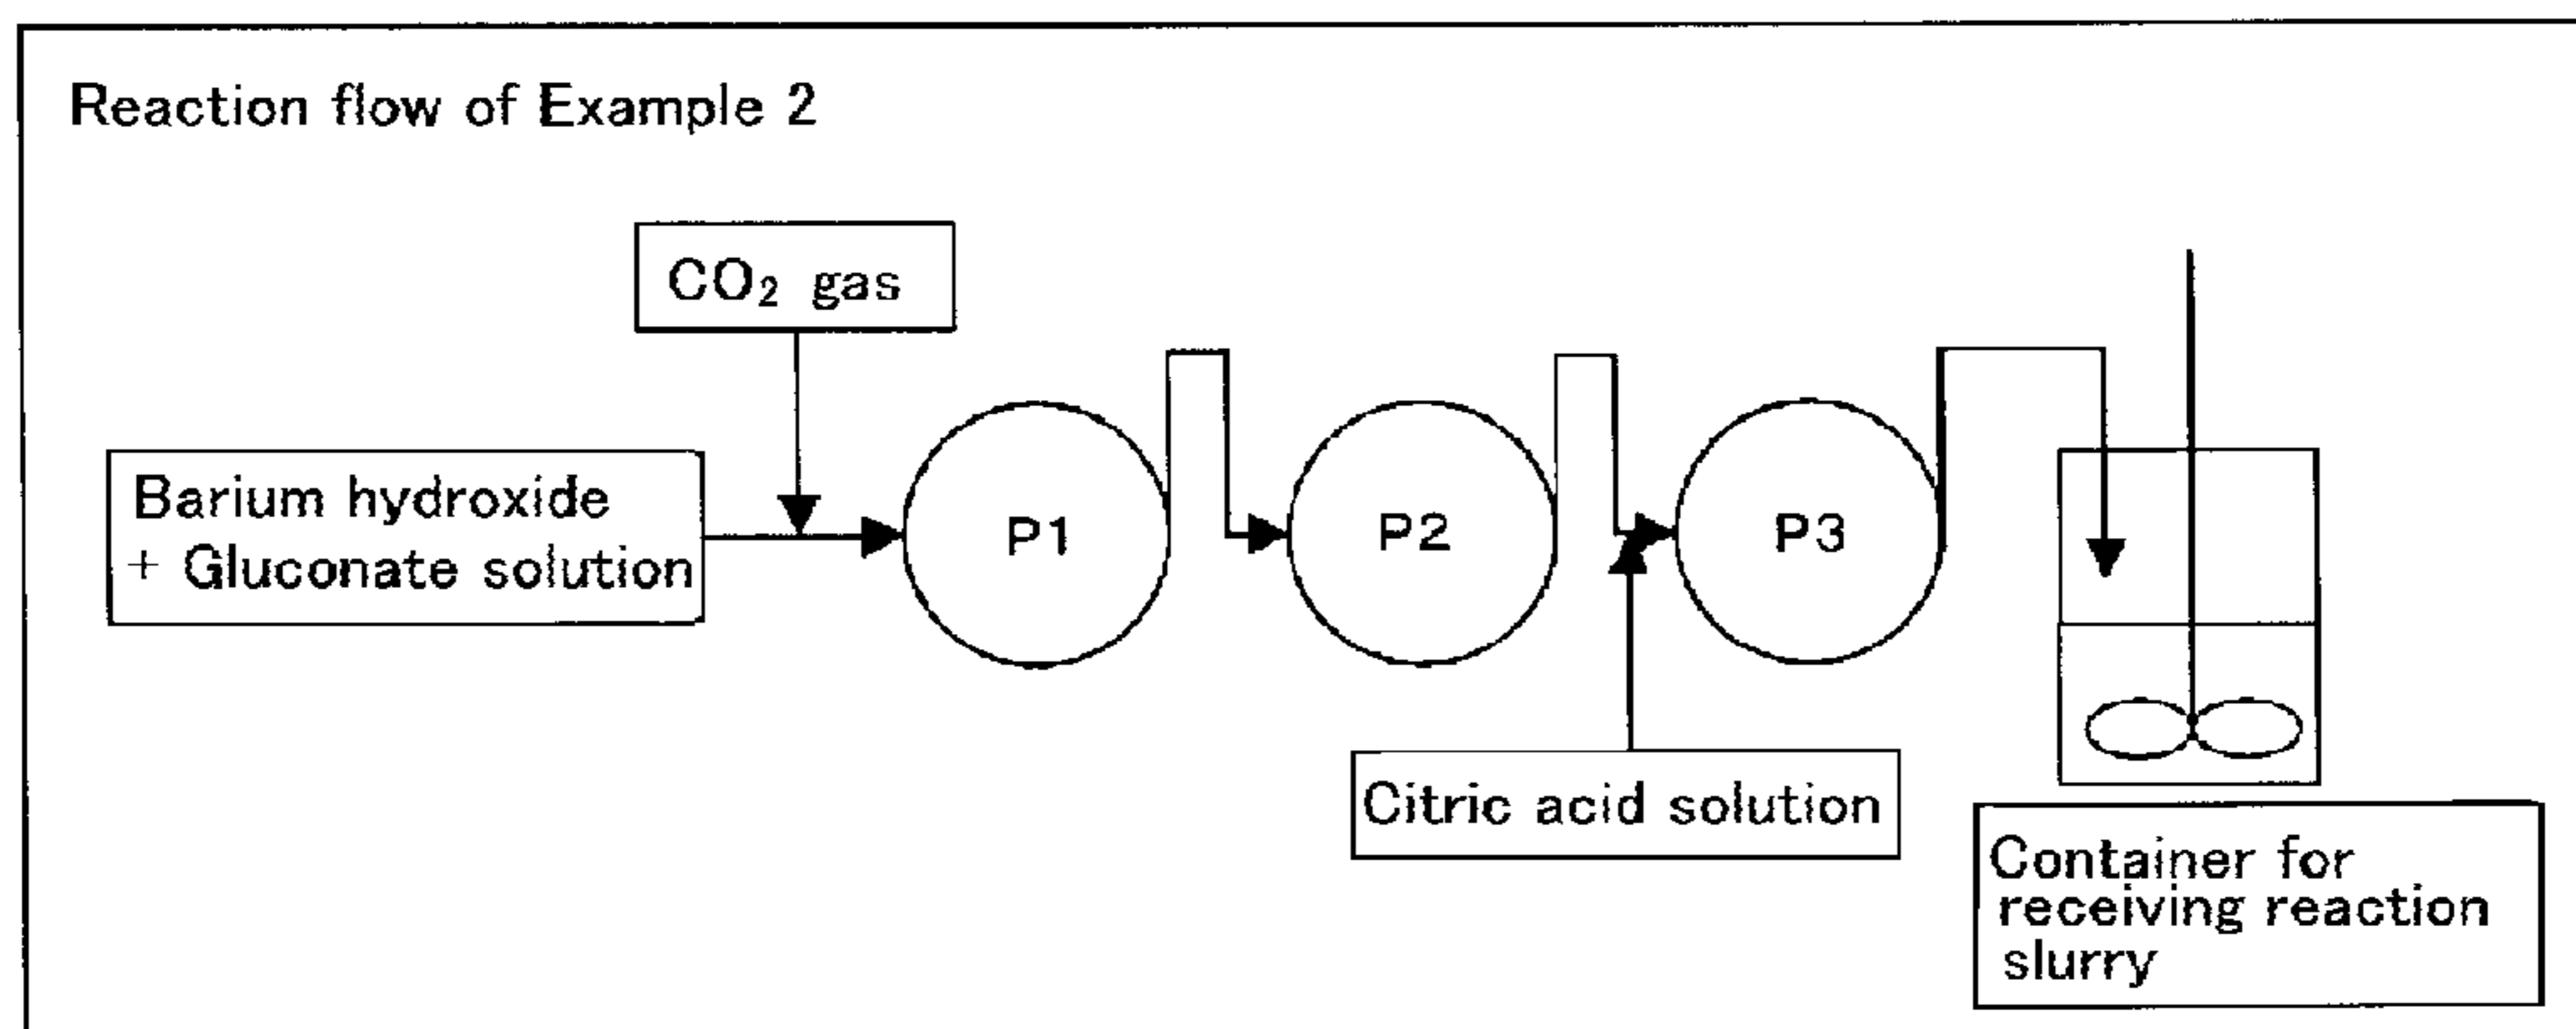 Reaction flow of Example 2
CO₂ gas
Barium hydroxide
+ Gluconate solution
P1
P2
P3
Citric acid solution
Container for
receiving reaction
slurry